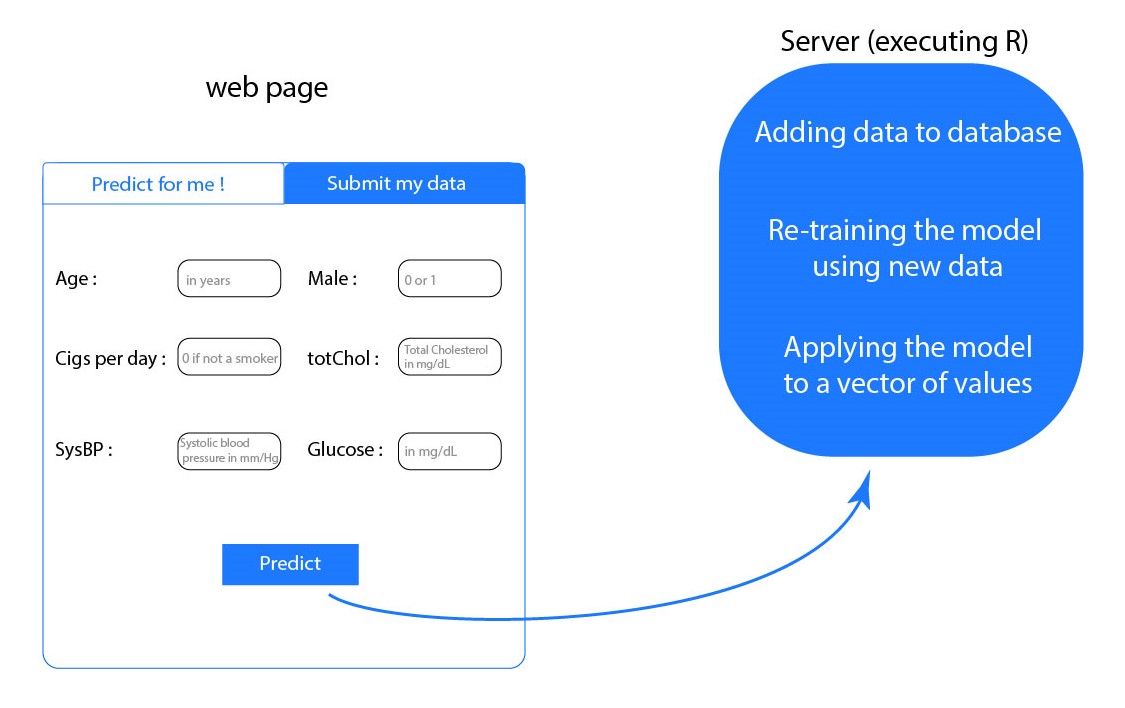 Server (executing R)
web page
Adding data to database
Predict for me !
Submit my data
Re-training the model
using new data
Age :
in years
Male :
0 or 1
Cigs per day :
0 if not a smoker
totChol :
Total Cholesterol
in mg/dL
Applying the model
to a vector of values
SysBP :
Systolic blood
pressure in mm/Hg
Glucose :
in mg/dL
Predict